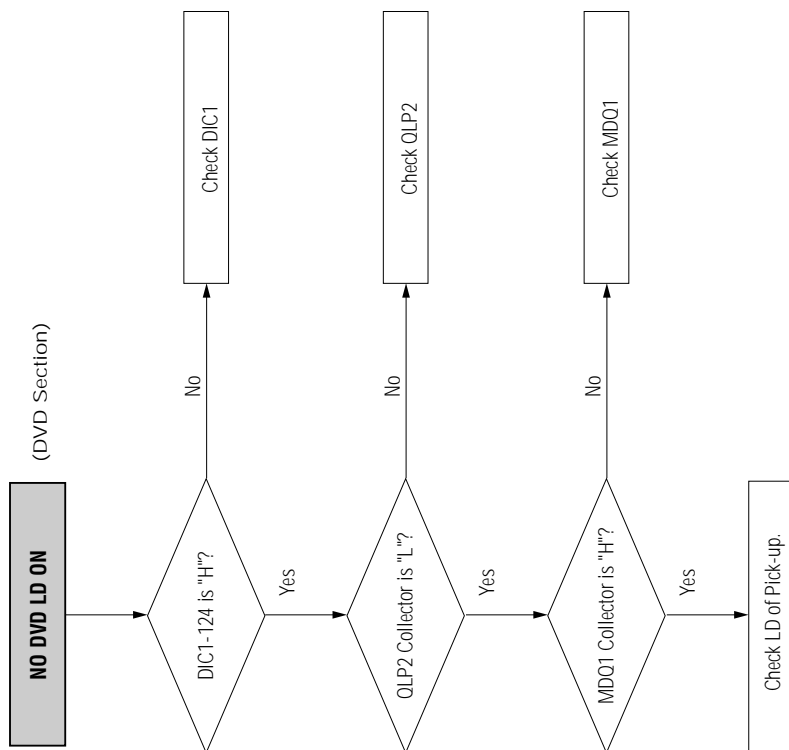 NO DVD LD ON
(DVD Section)
DIC1-124 is "H"?
No
Check DIC1
Yes
QLP2 Collector is "L"?
No
Check QLP2
Yes
MDQ1 Collector is "H"?
No
Check MDQ1
Yes
Check LD of Pick-up.